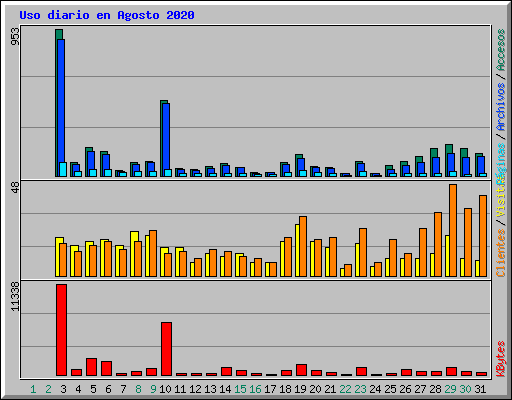 Uso diario en Agosto 2020
953
48
11338
Accesos / Archivos / Páginas
Visitas / Clientes
KBytes
1 2 3 4 5 6 7 8 9 10 11 12 13 14 15 16 17 18 19 20 21 22 23 24 25 26 27 28 29 30 31